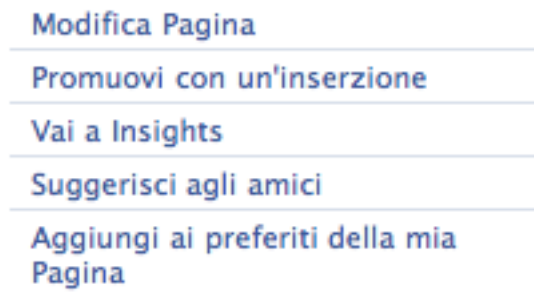 Modifica Pagina
Promuovi con un'inserzione
Vai a Insights
Suggerisci agli amici
Aggiungi ai preferiti della mia
Pagina